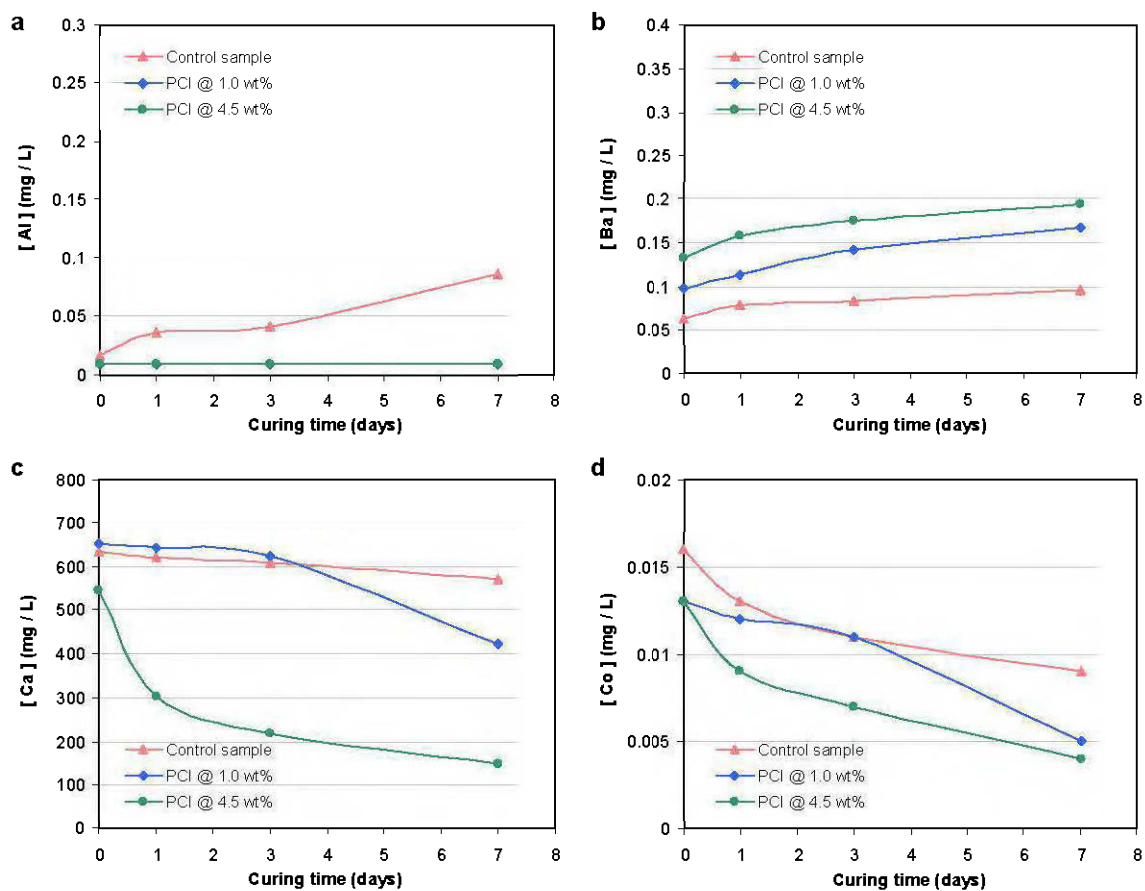 a
[ Al ] (mg / L)
0.3
0.25
0.2
0.15
0.1
0.05
0
Control sample
PCI @ 1.0 wt%
PCI @ 4.5 wt%
0 1 2 3 4 5 6 7 8
Curing time (days)
b
[ Ba ] (mg / L)
0.4
0.35
0.3
0.25
0.2
0.15
0.1
0.05
0
Control sample
PCI @ 1.0 wt%
PCI @ 4.5 wt%
0 1 2 3 4 5 6 7 8
Curing time (days)
c
[ Ca ] (mg / L)
800
700
600
500
400
300
200
100
0
Control sample
PCI @ 1.0 wt%
PCI @ 4.5 wt%
0 1 2 3 4 5 6 7 8
Curing time (days)
d
[ Co ] (mg / L)
0.02
0.015
0.01
0.005
0
Control sample
PCI @ 1.0 wt%
PCI @ 4.5 wt%
0 1 2 3 4 5 6 7 8
Curing time (days)